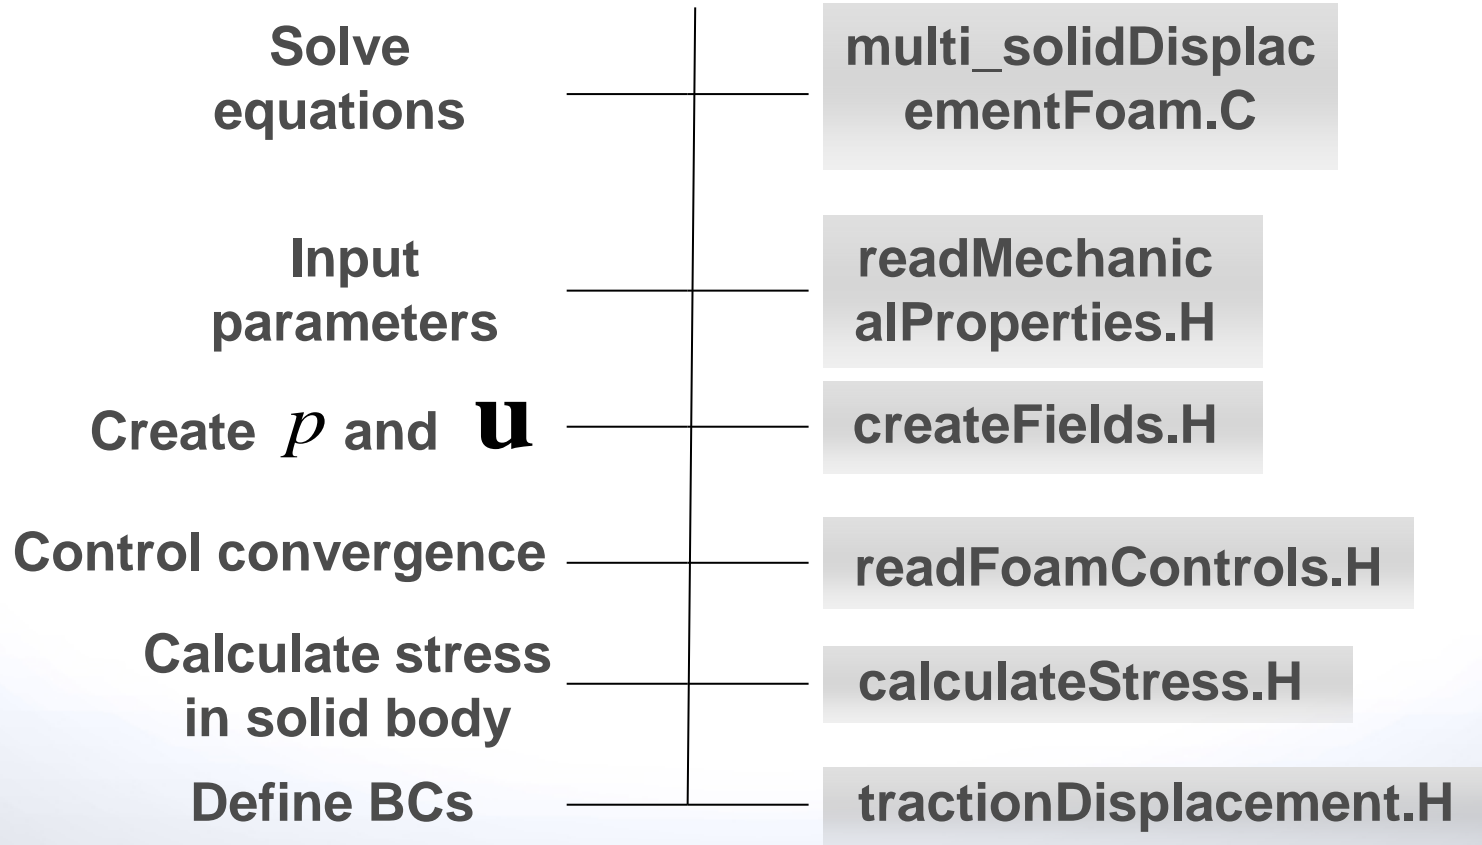 Solve
equations
multi_solidDisplac
ementFoam.C
Input
parameters
readMechanic
alProperties.H
Create p and u
createFields.H
Control convergence
readFoamControls.H
Calculate stress
in solid body
calculateStress.H
Define BCs
tractionDisplacement.H